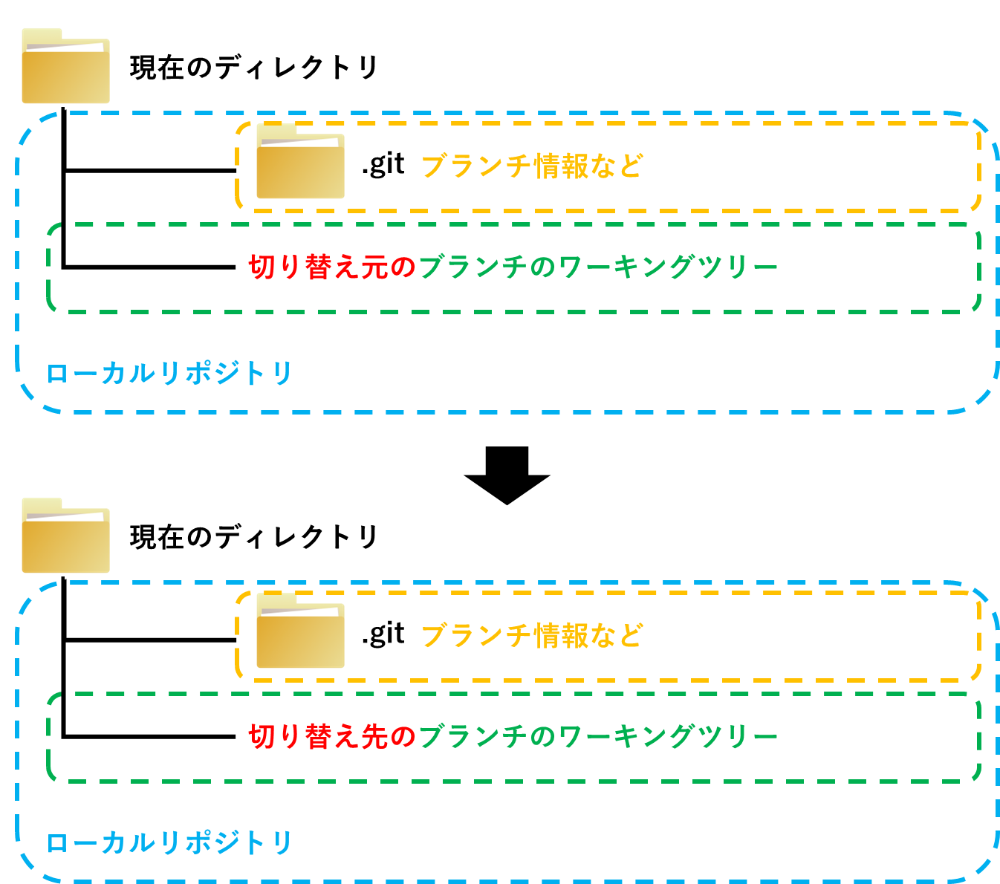 現在のディレクトリ
.git ブランチ情報など
切り替え元のブランチのワーキングツリー
ローカルリポジトリ
現在のディレクトリ
.git ブランチ情報など
切り替え先のブランチのワーキングツリー
ローカルリポジトリ